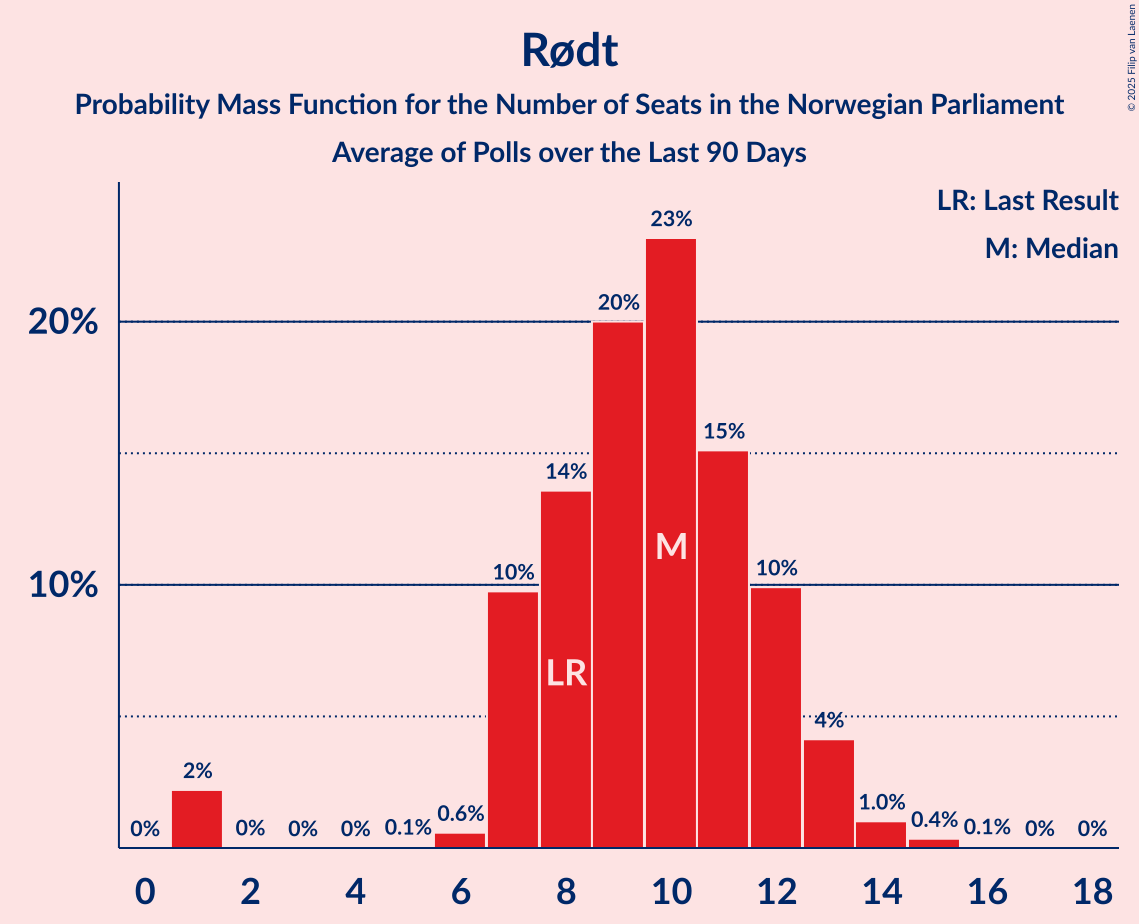 Rødt
Probability Mass Function for the Number of Seats in the Norwegian Parliament
Average of Polls over the Last 90 Days
© 2025 Filip van Laenen
LR: Last Result
M: Median
23%
20%
20%
15%
14%
M
10%
10%
10%
LR
4%
2%
0%
0%
0%
0%
0.1%
0.6%
1.0%
0.4%
0.1%
0%
0%
0 2 4 6 8 10 12 14 16 18